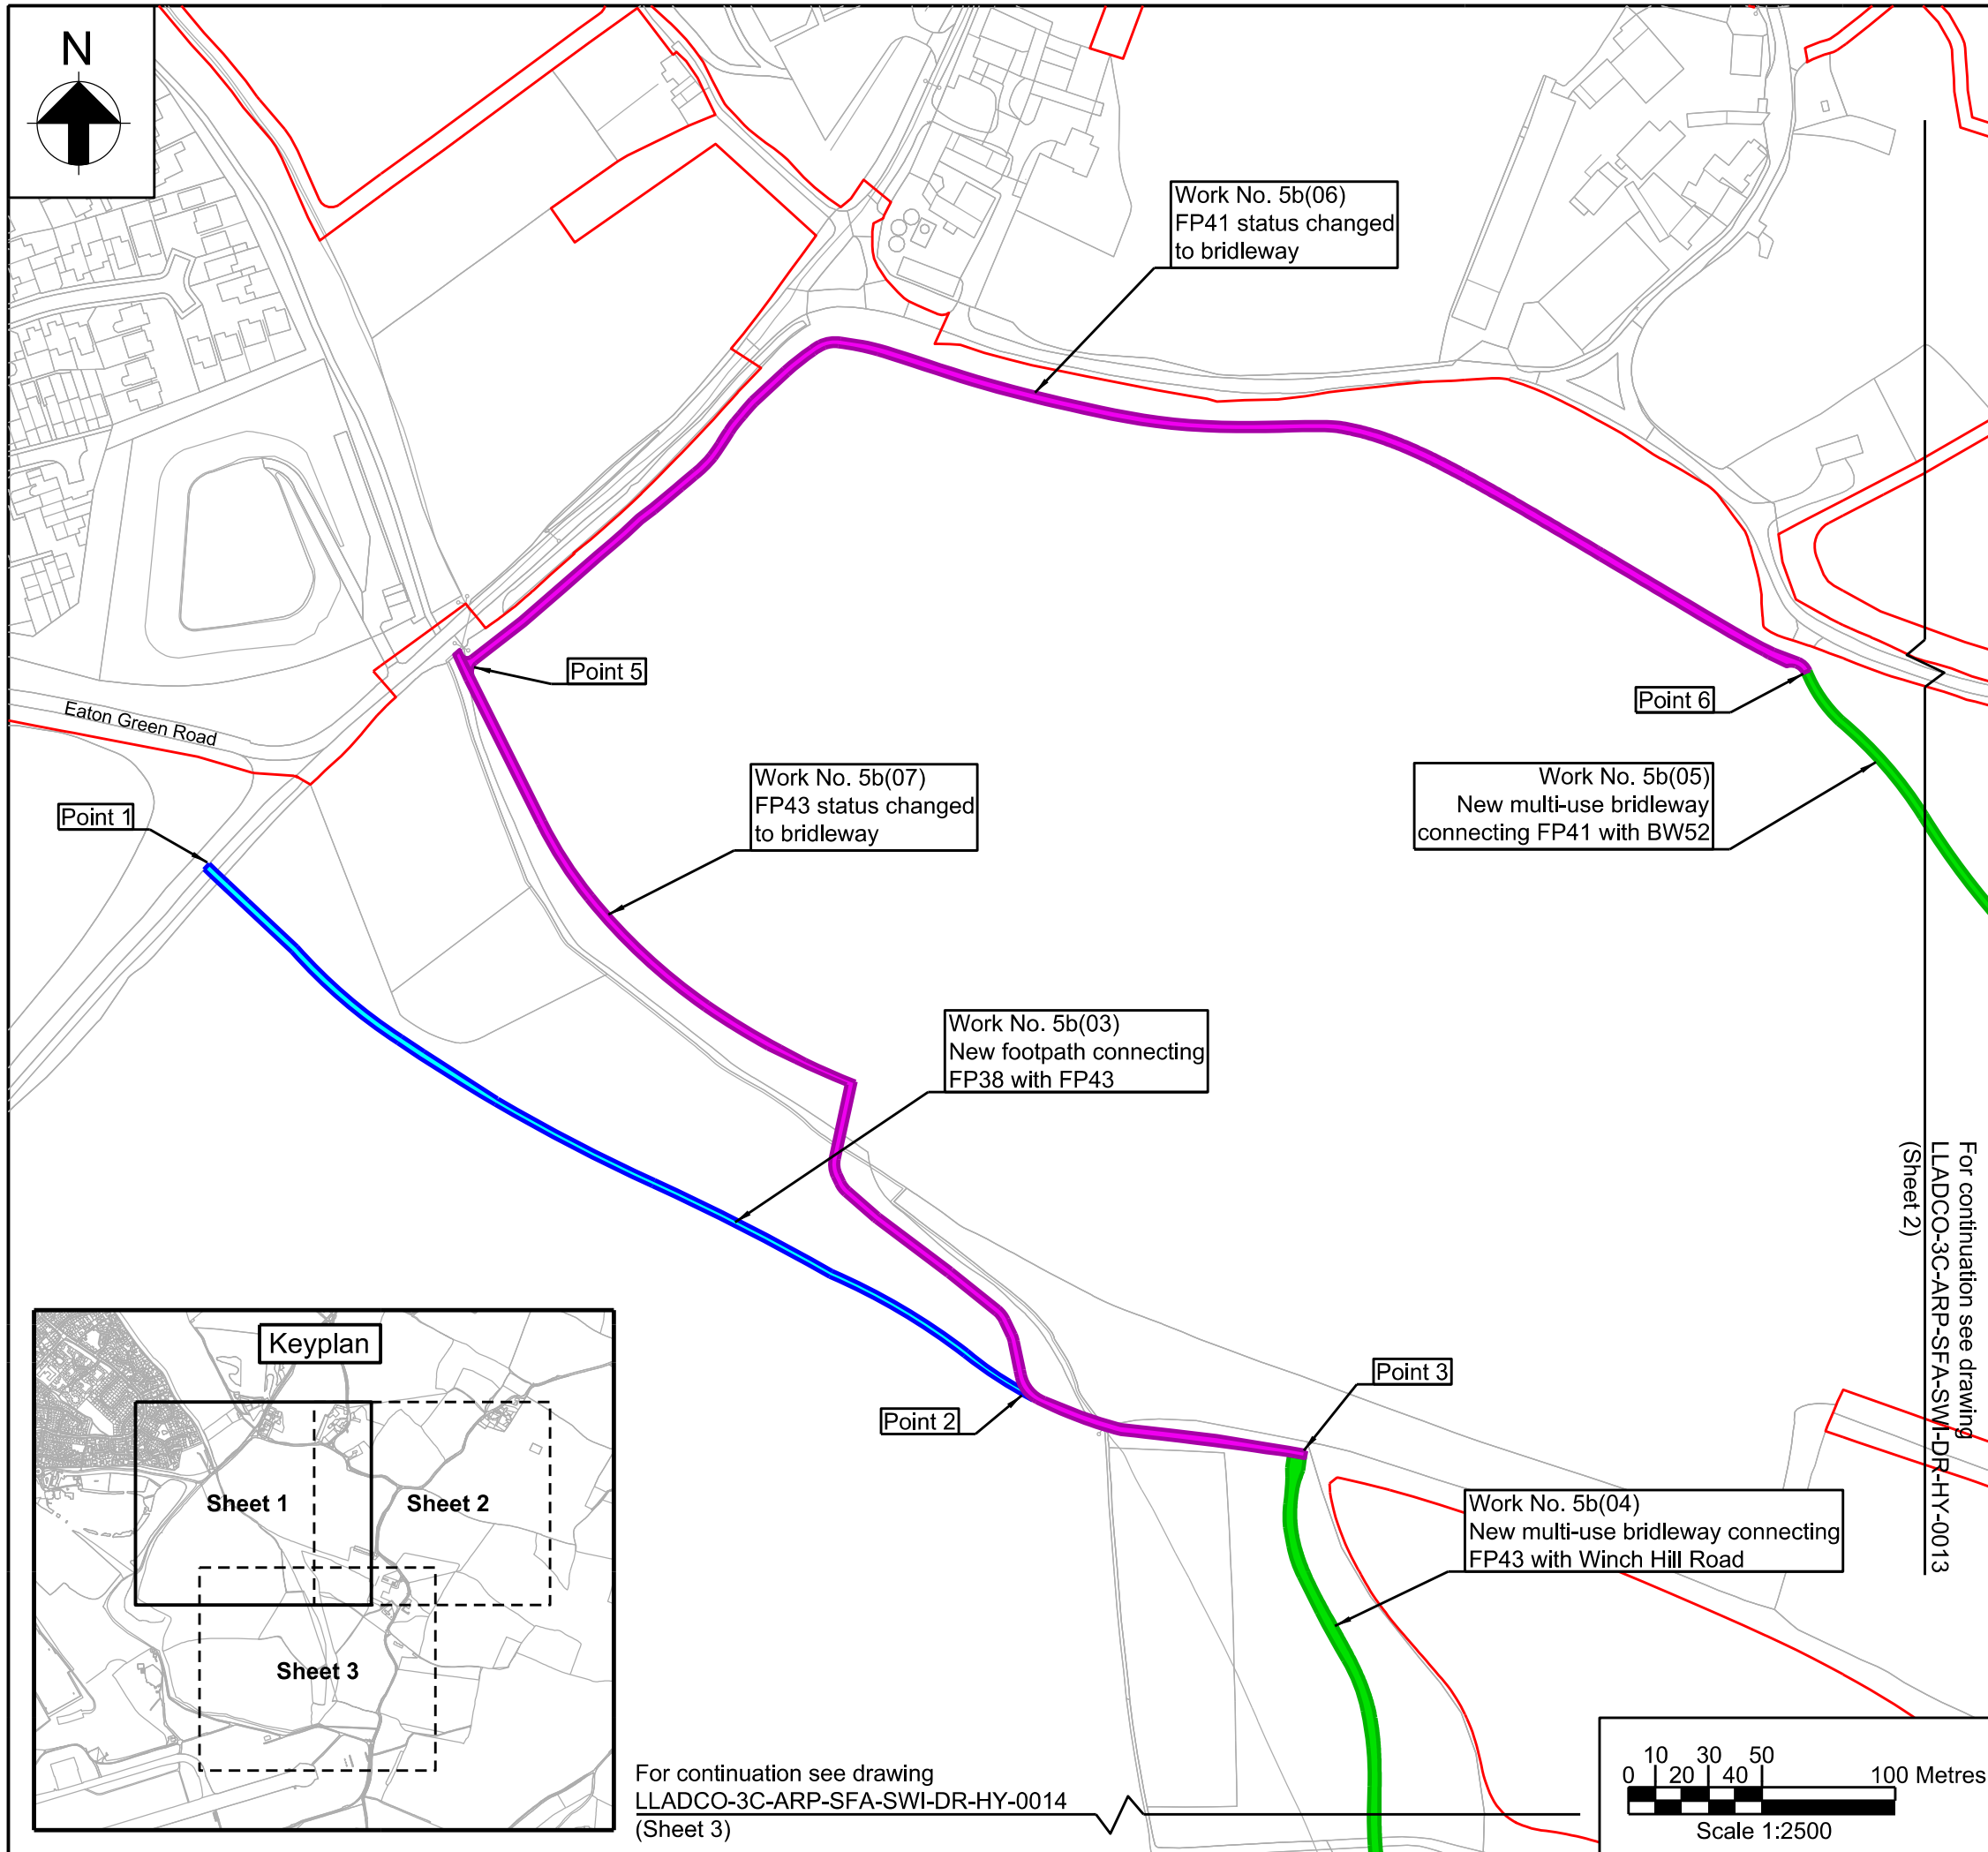 N
Work No. 5b(06)
FP41 status changed
to bridleway
Point 5
Point 6
Eaton Green Road
Work No. 5b(07)
FP43 status changed
to bridleway
Work No. 5b(05)
New multi-use bridleway
connecting FP41 with BW52
Point 1
Work No. 5b(03)
New footpath connecting
FP38 with FP43
For continuation see drawing
LLADCO-3C-ARP-SFA-SWI-DR-HY-0013
(Sheet 2)
Keyplan
Sheet 1
Sheet 2
Sheet 3
Point 3
Point 2
Work No. 5b(04)
New multi-use bridleway connecting
FP43 with Winch Hill Road
For continuation see drawing
LLADCO-3C-ARP-SFA-SWI-DR-HY-0014
(Sheet 3)
10 30 50
0 20 40 100 Metres
Scale 1:2500